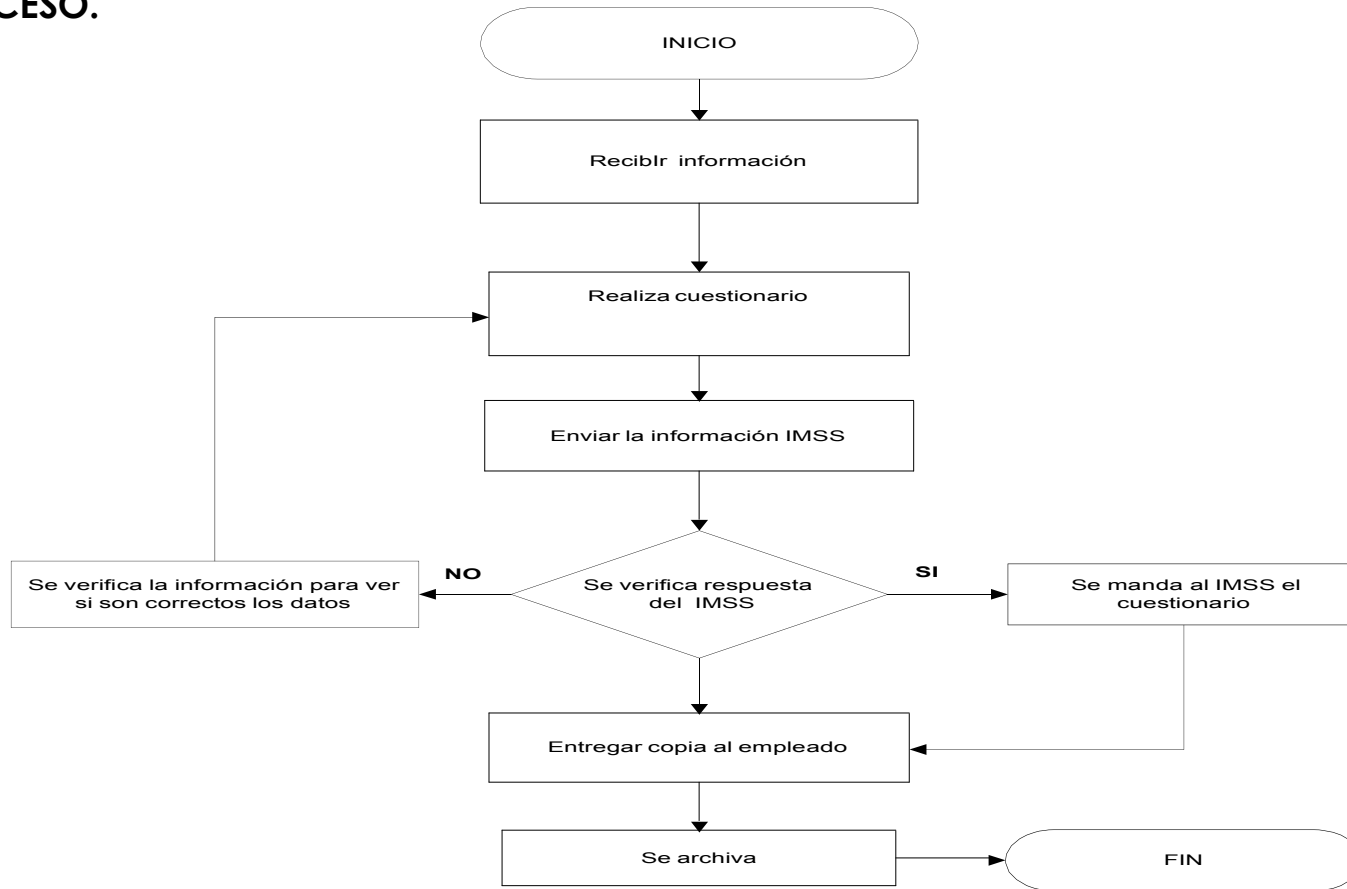 CESO.
INICIO
RecibIr información
Realiza cuestionario
Enviar la información IMSS
Se verifica la información para ver
si son correctos los datos
NO
Se verifica respuesta
del IMSS
SI
Se manda al IMSS el
cuestionario
Entregar copia al empleado
Se archiva
FIN